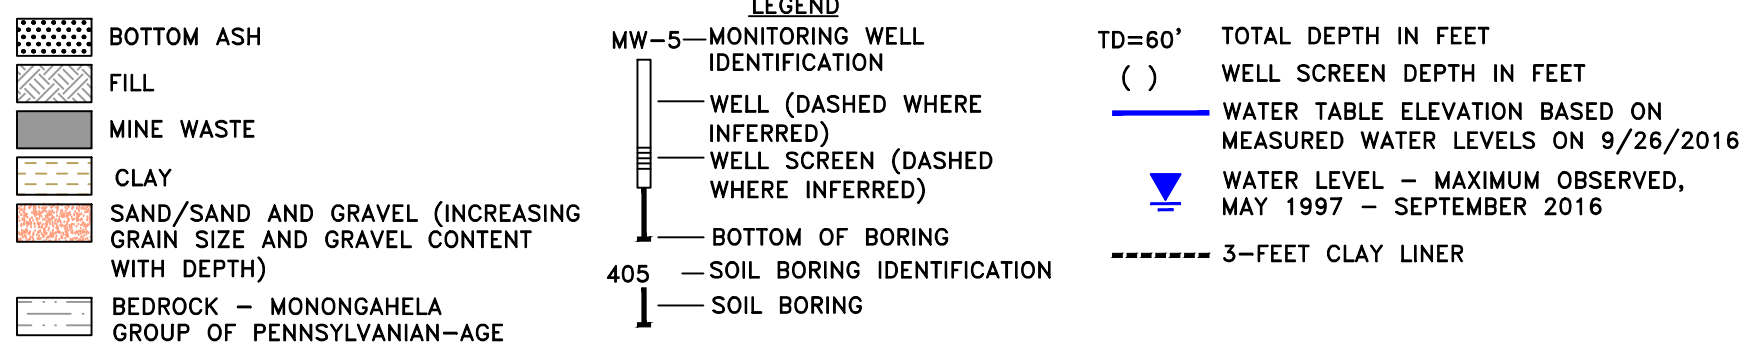 LEGEND
BOTTOM ASH
FILL
MINE WASTE
CLAY
SAND/SAND AND GRAVEL (INCREASING
GRAIN SIZE AND GRAVEL CONTENT
WITH DEPTH)
BEDROCK – MONONGAHELA
GROUP OF PENNSYLVANIAN–AGE
MW–5 MONITORING WELL
IDENTIFICATION
WELL (DASHED WHERE
INFERRED)
WELL SCREEN (DASHED
WHERE INFERRED)
BOTTOM OF BORING
405 SOIL BORING IDENTIFICATION
SOIL BORING
TD=60' TOTAL DEPTH IN FEET
( ) WELL SCREEN DEPTH IN FEET
WATER TABLE ELEVATION BASED ON
MEASURED WATER LEVELS ON 9/26/2016
WATER LEVEL – MAXIMUM OBSERVED,
MAY 1997 – SEPTEMBER 2016
3–FEET CLAY LINER